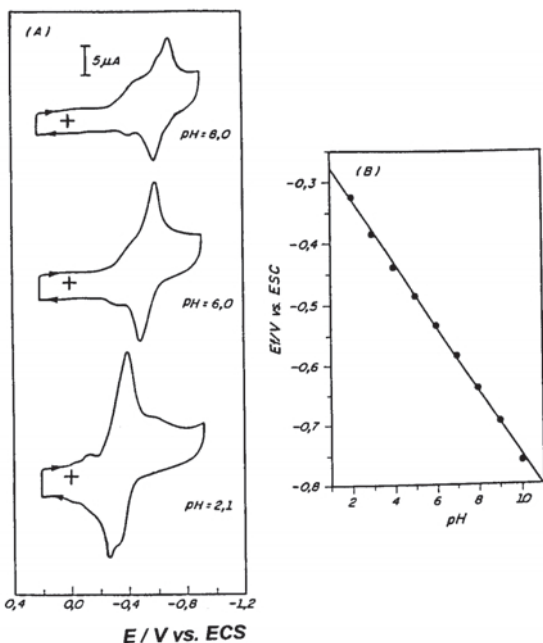 (A)
5 μA
+
pH = 8,0
+
pH = 6,0
+
pH = 2,1
0,4 0,0 -0,4 -0,8 -1,2
E / V vs. ECS
(B)
-0,3
-0,4
-0,5
-0,6
-0,7
-0,8
Ef/V vs. ESC
2 4 6 8 10
pH